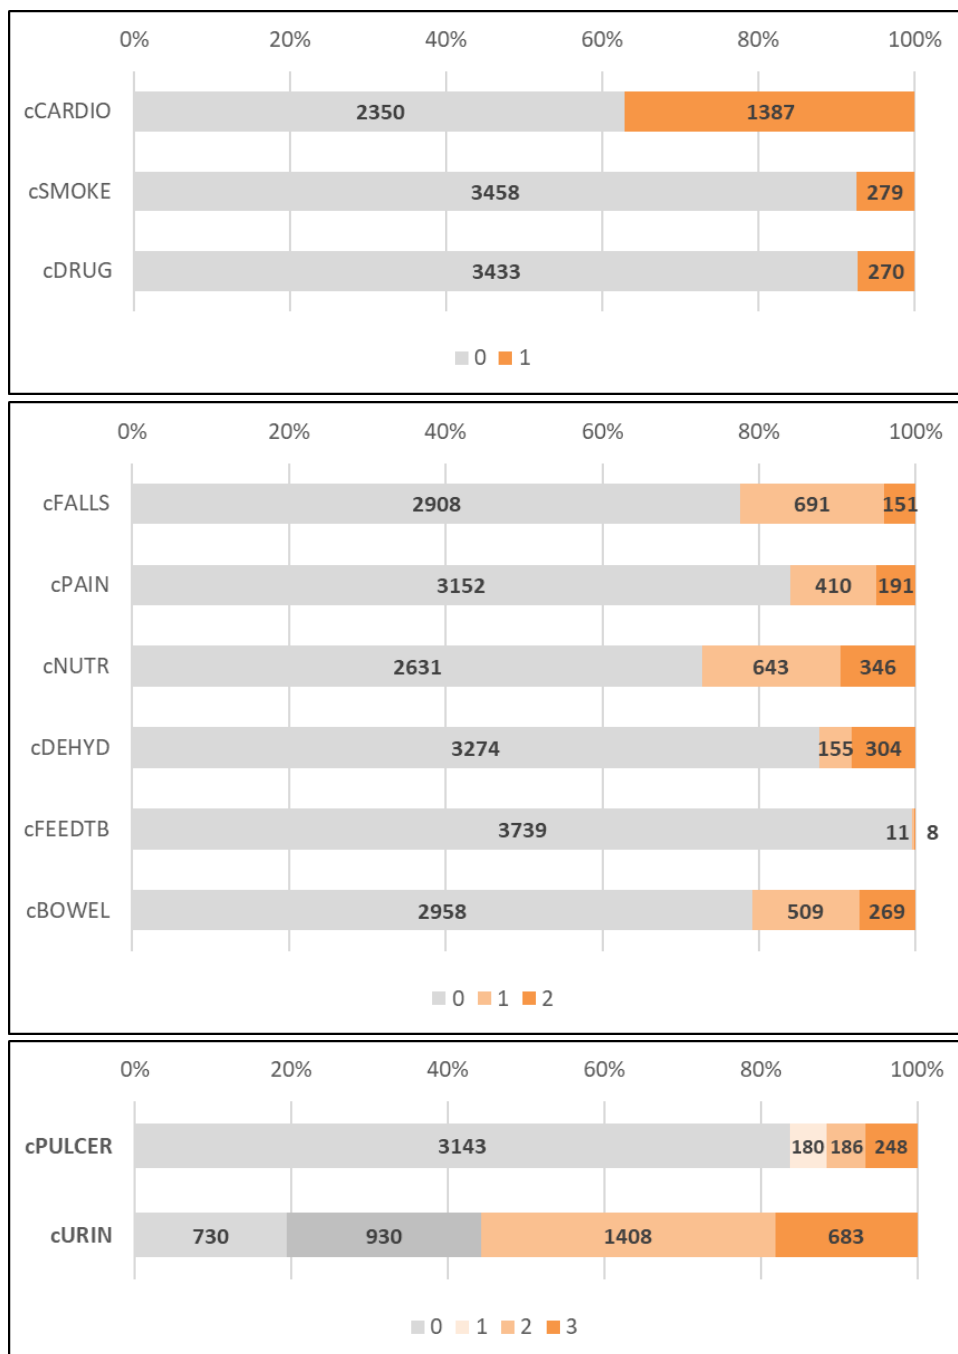 0% 20% 40% 60% 80% 100%
cCARDIO 2350 1387
cSMOKE 3458 279
cDRUG 3433 270
0 1
0% 20% 40% 60% 80% 100%
cFALLS 2908 691 151
cPAIN 3152 410 191
cNUTR 2631 643 346
cDEHYD 3274 155 304
cFEEDTB 3739 11 8
cBOWEL 2958 509 269
0 1 2
0% 20% 40% 60% 80% 100%
cPULCER 3143 180 186 248
cURIN 730 930 1408 683
0 1 2 3